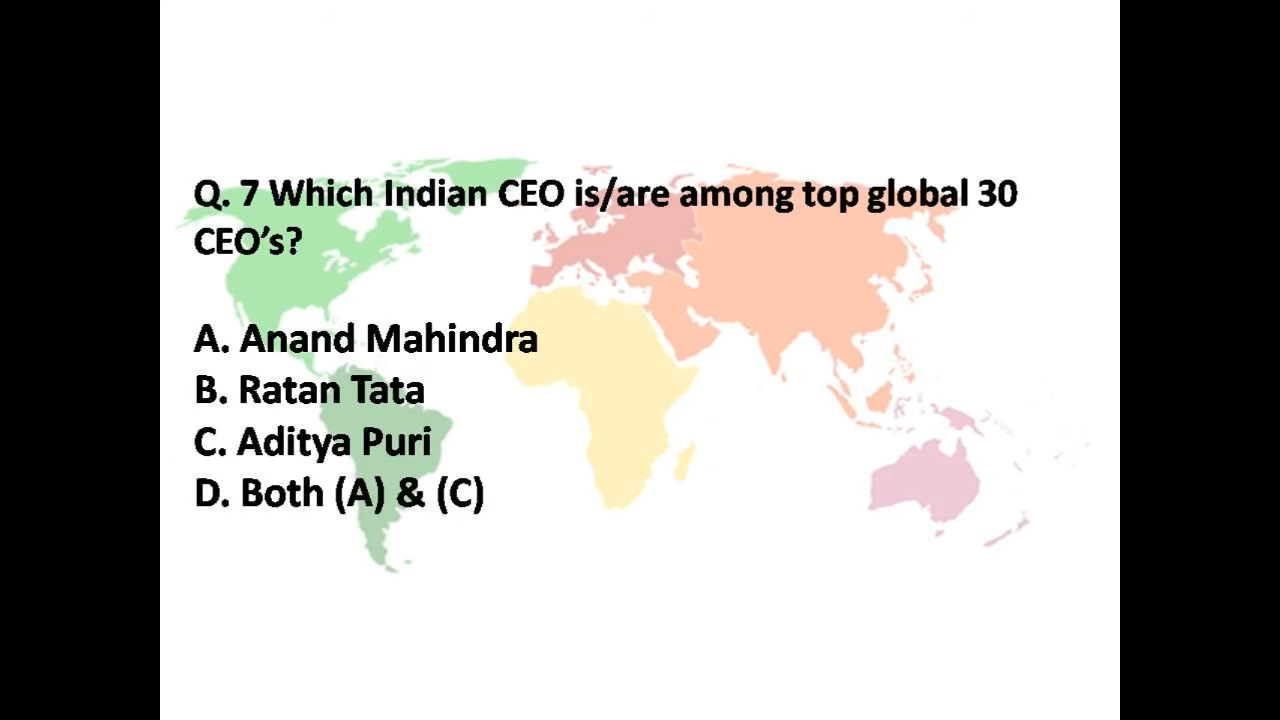 Q. 7 Which Indian CEO is/are among top global 30
CEO’s?
A. Anand Mahindra
B. Ratan Tata
C. Aditya Puri
D. Both (A) & (C)